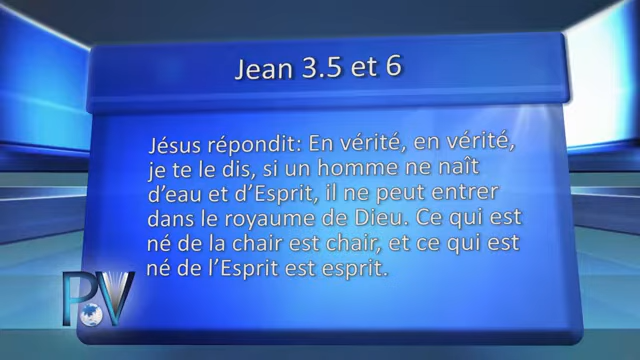 Jean 3.5 et 6
Jésus répondit: En vérité, en vérité,
je te le dis, si un homme ne naît
d'eau et d'Esprit, il ne peut entrer
dans le royaume de Dieu. Ce qui est
né de la chair est chair, et ce qui est
né de l'Esprit est esprit.
PV